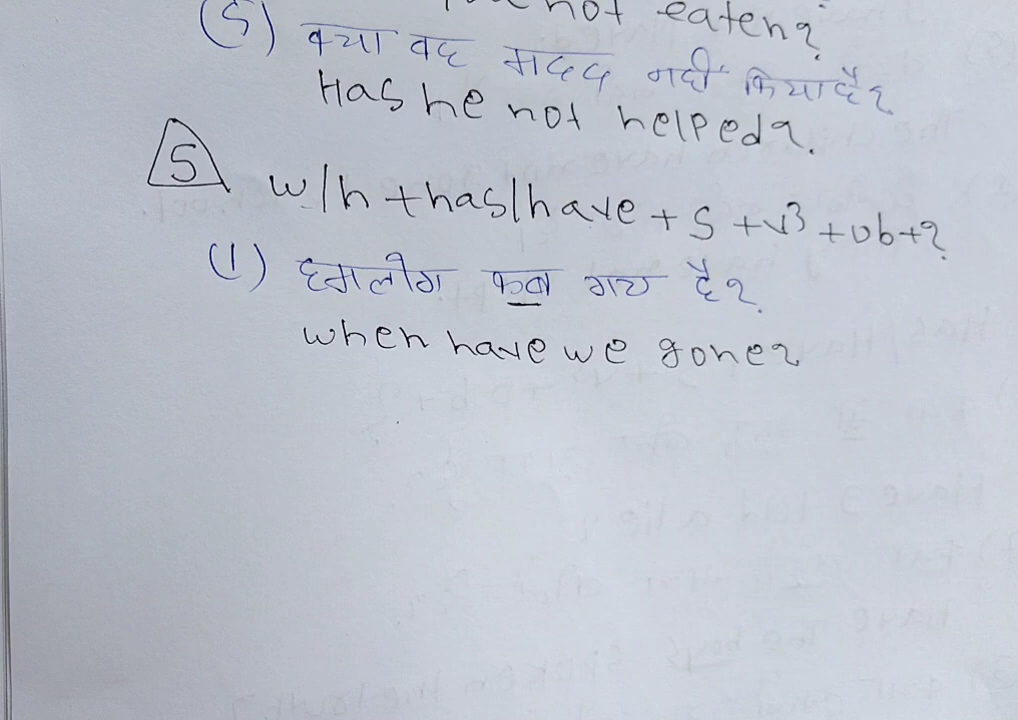 not eaten?
(5) क्या वह मदद नहीं किया है?
Has he not helped?.
5 w/h + has/have + S + v3 + ob + ?
(1) हमलोग कब गए है?
when have we gone?